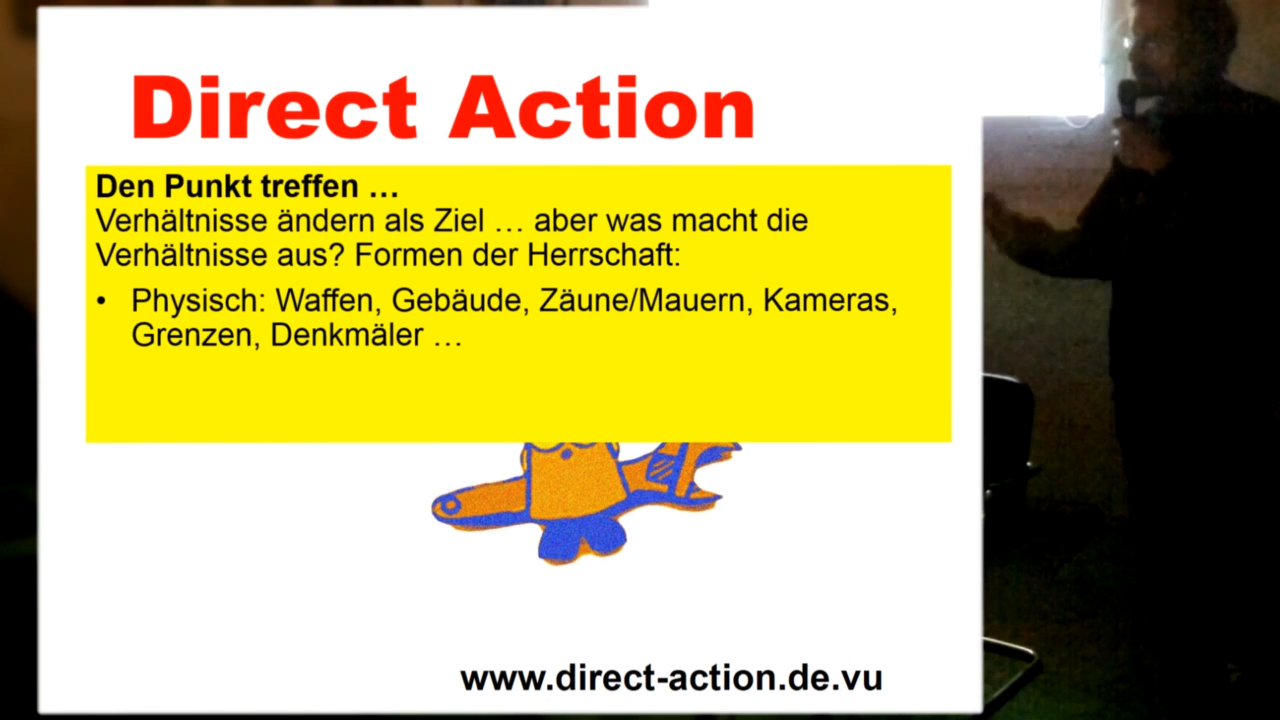 Direct Action
Den Punkt treffen …
Verhältnisse ändern als Ziel … aber was macht die
Verhältnisse aus? Formen der Herrschaft:
• Physisch: Waffen, Gebäude, Zäune/Mauern, Kameras,
Grenzen, Denkmäler …
www.direct-action.de.vu